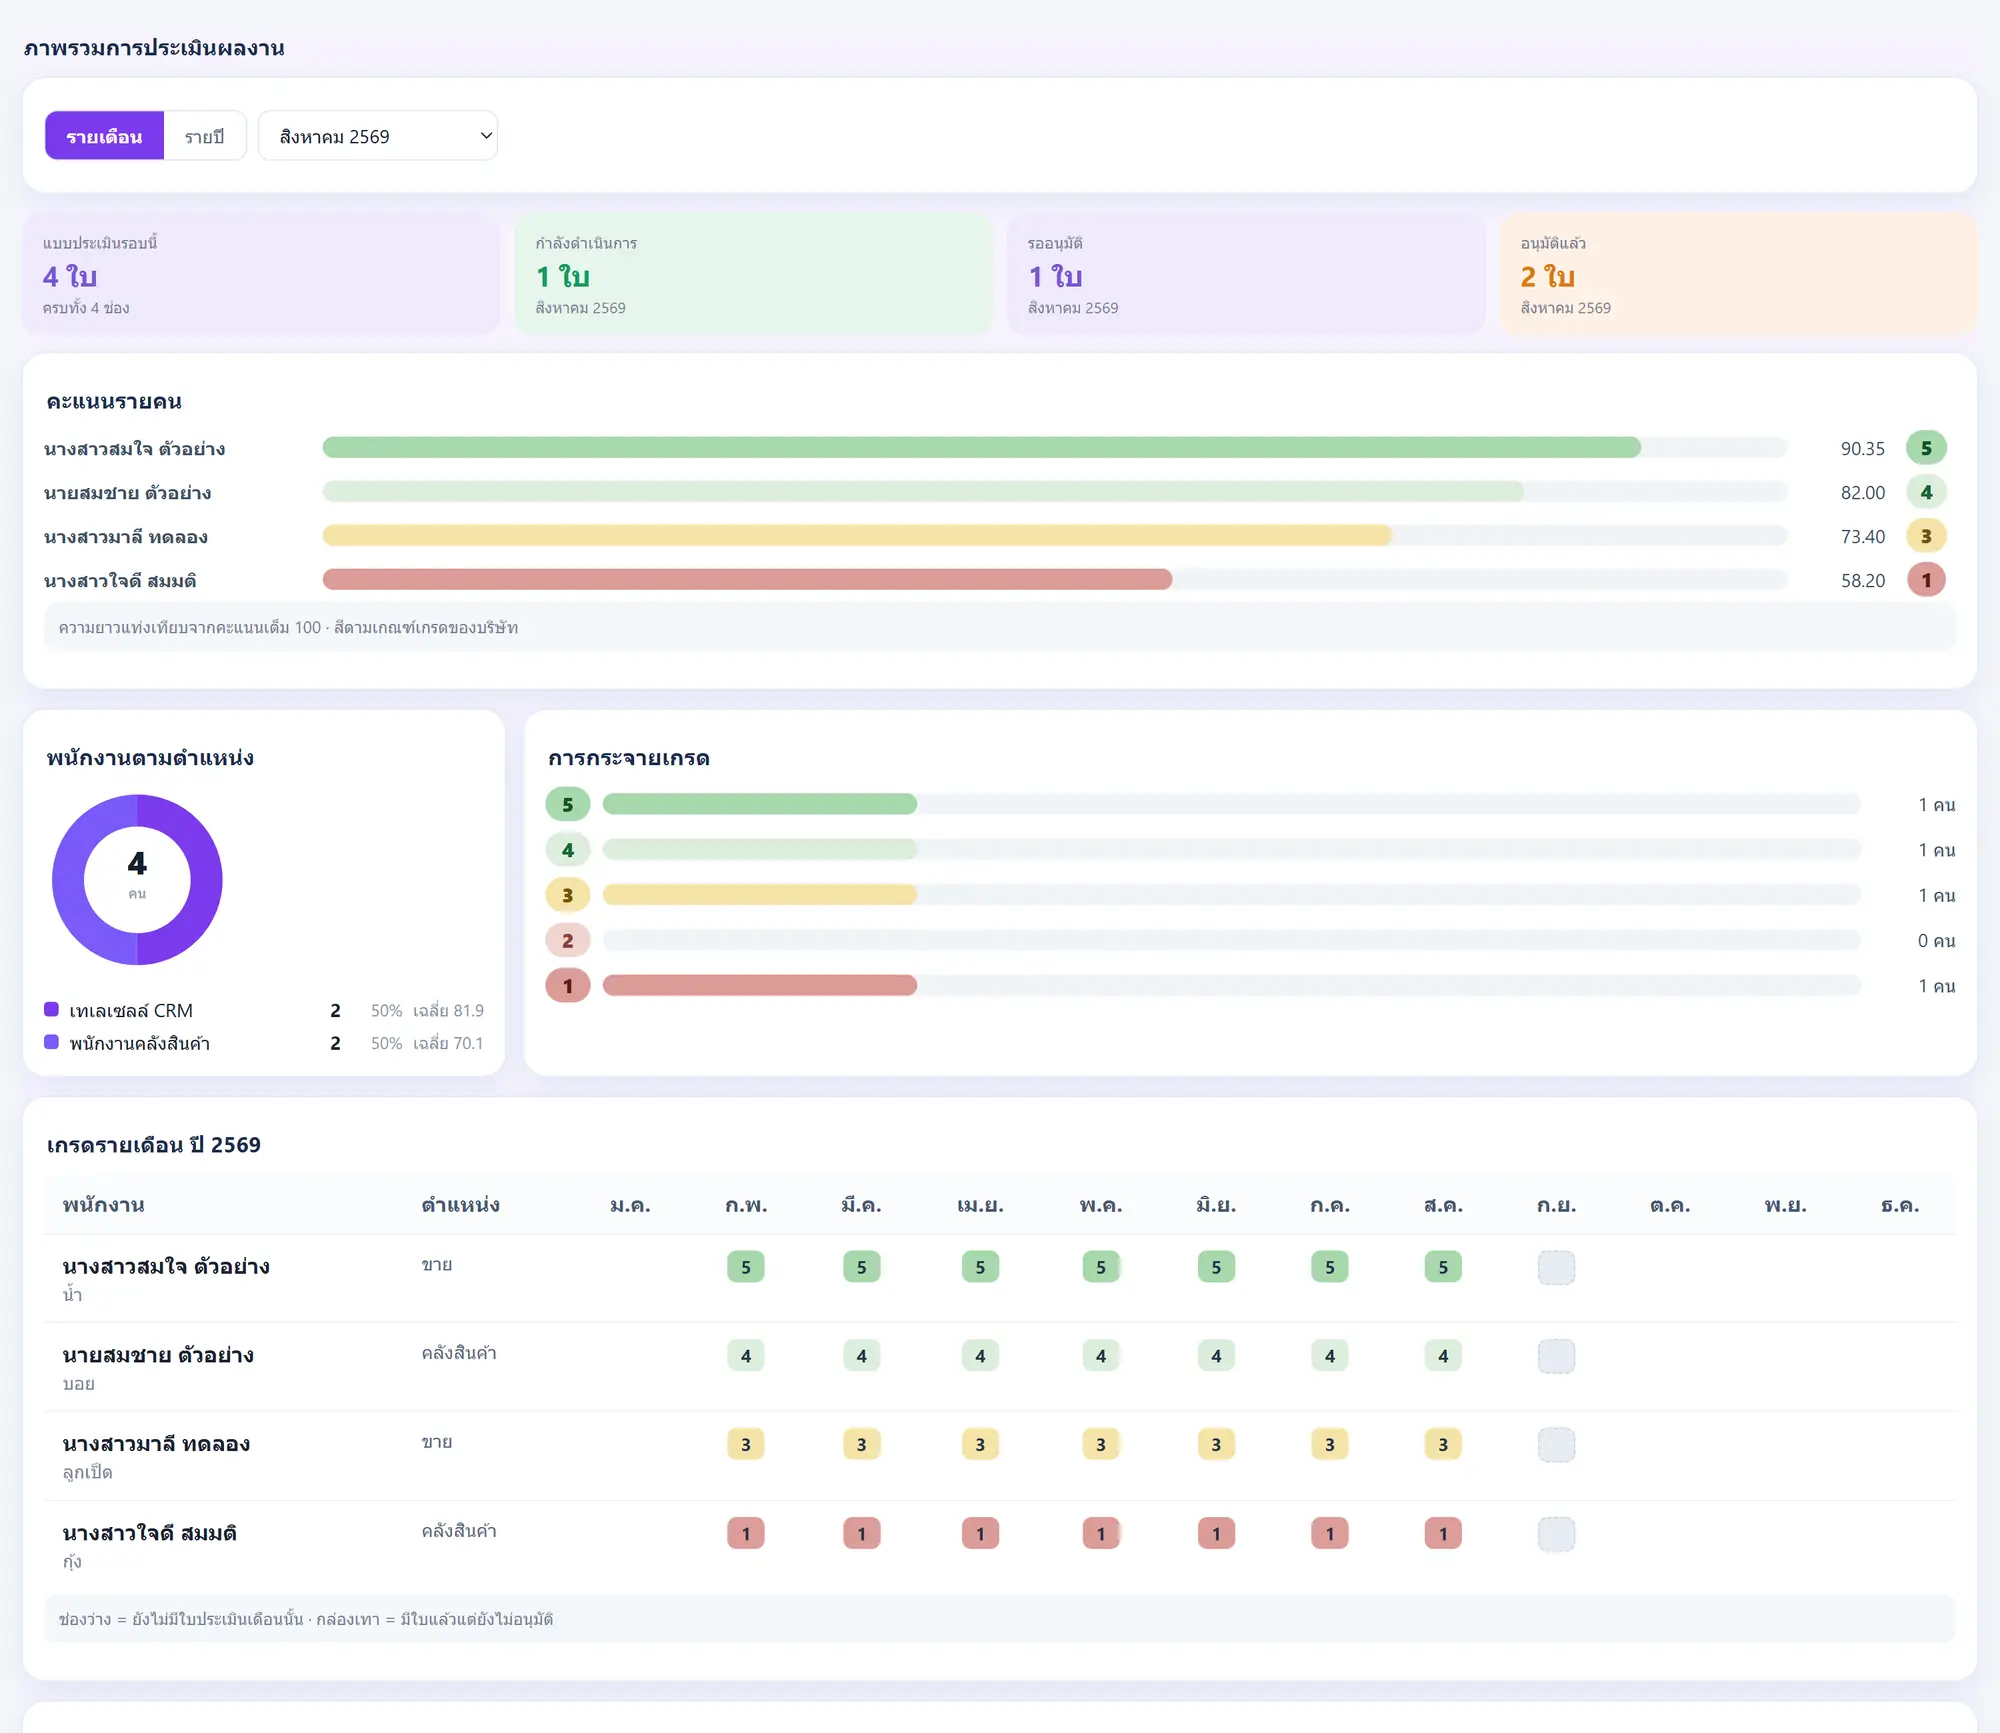 ภาพรวมการประเมินผลงาน
รายเดือน รายปี สิงหาคม 2569
แบบประเมินรอบนี้
4 ใบ
ครบทั้ง 4 ช่อง
กำลังดำเนินการ
1 ใบ
สิงหาคม 2569
รออนุมัติ
1 ใบ
สิงหาคม 2569
อนุมัติแล้ว
2 ใบ
สิงหาคม 2569
คะแนนรายคน
นางสาวสมใจ ตัวอย่าง 90.35 5
นายสมชาย ตัวอย่าง 82.00 4
นางสาวมาลี ทดลอง 73.40 3
นางสาวใจดี สมมติ 58.20 1
ความยาวแท่งเทียบจากคะแนนเต็ม 100 · สีตามเกณฑ์เกรดของบริษัท
พนักงานตามตำแหน่ง
4
คน
เทเลเซลล์ CRM 2 50% เฉลี่ย 81.9
พนักงานคลังสินค้า 2 50% เฉลี่ย 70.1
การกระจายเกรด
5 1 คน
4 1 คน
3 1 คน
2 0 คน
1 1 คน
เกรดรายเดือน ปี 2569
พนักงาน ตำแหน่ง ม.ค. ก.พ. มี.ค. เม.ย. พ.ค. มิ.ย. ก.ค. ส.ค. ก.ย. ต.ค. พ.ย. ธ.ค.
นางสาวสมใจ ตัวอย่าง ขาย 5 5 5 5 5 5 5
น้ำ
นายสมชาย ตัวอย่าง คลังสินค้า 4 4 4 4 4 4 4
บอย
นางสาวมาลี ทดลอง ขาย 3 3 3 3 3 3 3
ลูกเป็ด
นางสาวใจดี สมมติ คลังสินค้า 1 1 1 1 1 1 1
กุ้ง
ช่องว่าง = ยังไม่มีใบประเมินเดือนนั้น · กล่องเทา = มีใบแล้วแต่ยังไม่อนุมัติ